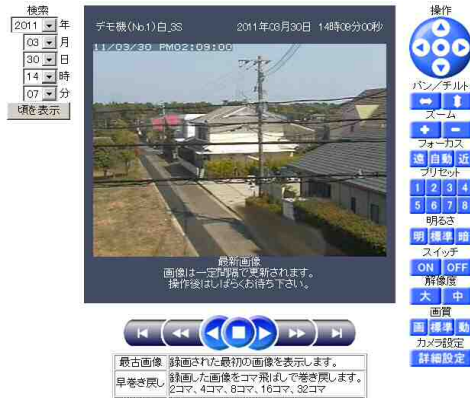 検索
2011 年
03 月
30 日
14 時
07 分
頃を表示
デモ機(No.1)白_3S 2011年03月30日 14時09分00秒
11/03/30 PM02:09:00
最新画像
画像は一定間隔で更新されます。
操作後はしばらくお待ち下さい。
最古画像 録画された最初の画像を表示します。
早巻き戻し 録画した画像をコマ飛ばしで巻き戻します。
2コマ、4コマ、8コマ、16コマ、32コマ
操作
パン／チルト
ズーム
+ -
フォーカス
遠 自動 近
プリセット
1 2 3 4
5 6 7 8
明るさ
明 標準 暗
スイッチ
ON OFF
解像度
大 中
画質
画 標準 動
カメラ設定
詳細設定